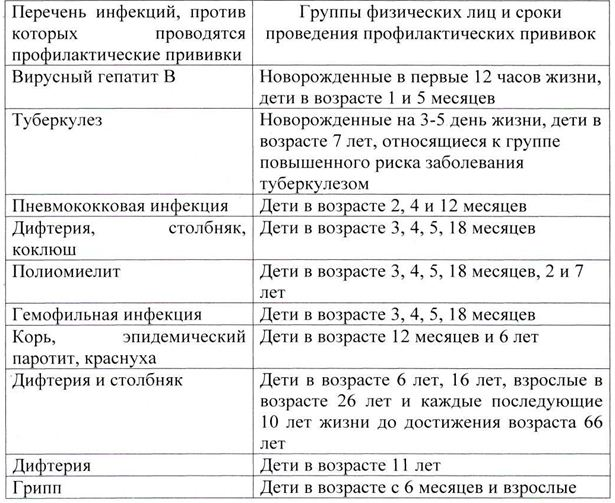 Перечень инфекций, против
которых проводятся
профилактические прививки
Группы физических лиц и сроки
проведения профилактических прививок
Вирусный гепатит В
Новорожденные в первые 12 часов жизни,
дети в возрасте 1 и 5 месяцев
Туберкулез
Новорожденные на 3-5 день жизни, дети в
возрасте 7 лет, относящиеся к группе
повышенного риска заболевания
туберкулезом
Пневмококковая инфекция
Дети в возрасте 2, 4 и 12 месяцев
Дифтерия, столбняк,
коклюш
Дети в возрасте 3, 4, 5, 18 месяцев
Полиомиелит
Дети в возрасте 3, 4, 5, 18 месяцев, 2 и 7
лет
Гемофильная инфекция
Дети в возрасте 3, 4, 5, 18 месяцев
Корь, эпидемический
паротит, краснуха
Дети в возрасте 12 месяцев и 6 лет
Дифтерия и столбняк
Дети в возрасте 6 лет, 16 лет, взрослые в
возрасте 26 лет и каждые последующие
10 лет жизни до достижения возраста 66
лет
Дифтерия
Дети в возрасте 11 лет
Грипп
Дети в возрасте с 6 месяцев и взрослые